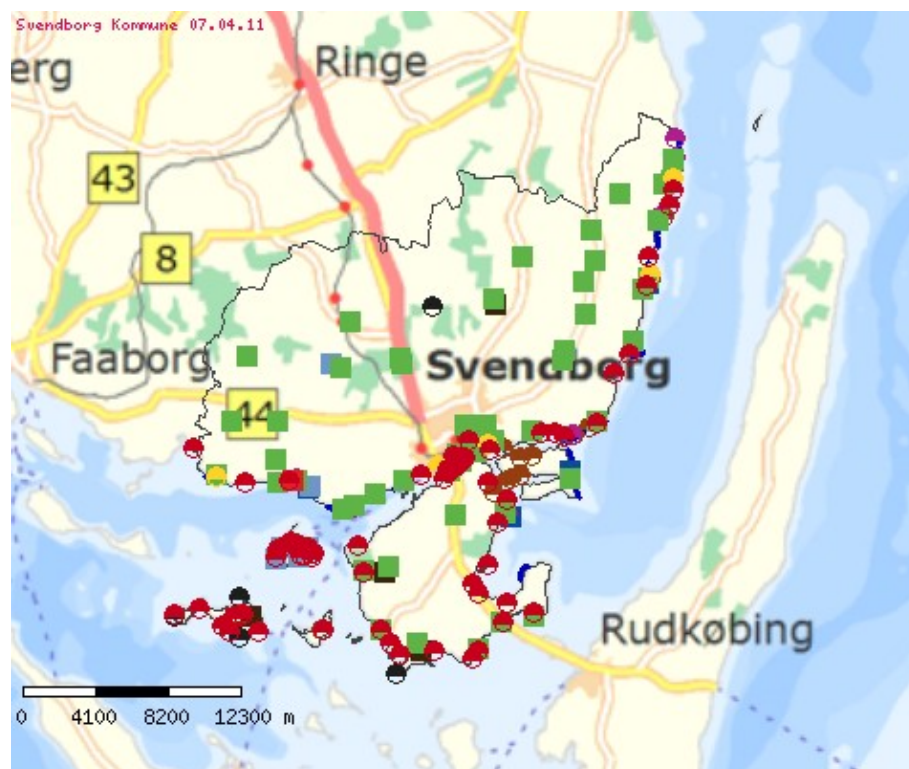 Svendborg Kommune 07.04.11
Ringe
erg
43
8
Faaborg
Svendborg
44
Rudkøbing
0 4100 8200 12300 m